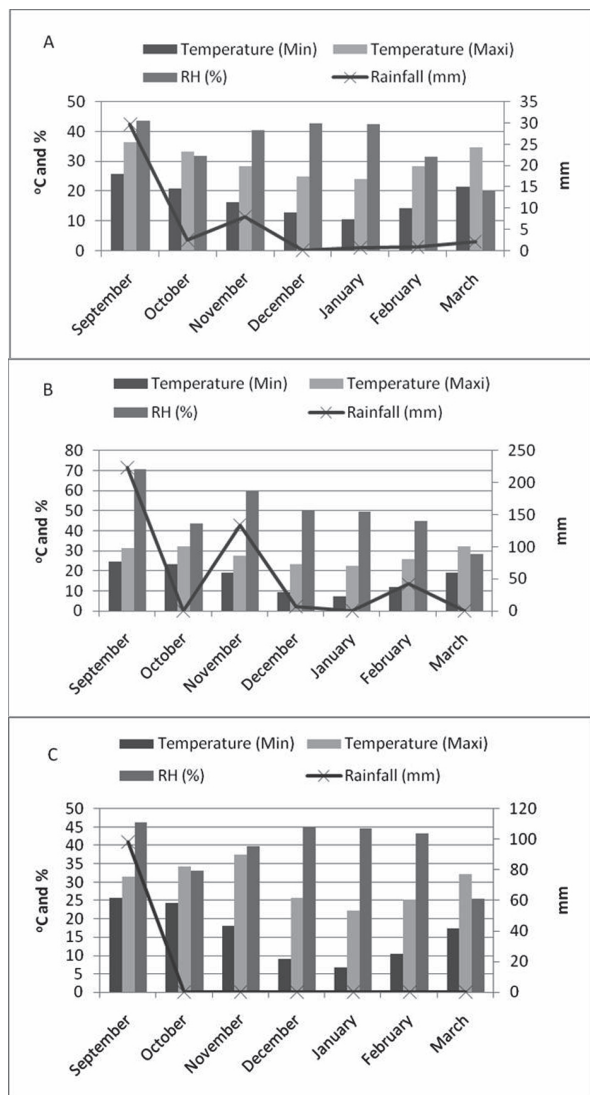 A
Temperature (Min) Temperature (Maxi)
RH (%) Rainfall (mm)
50 35
40 30
30 25
20 20
10 15
0 10
5
0
ºC and %
mm
September October November December January February March
B
Temperature (Min) Temperature (Maxi)
RH (%) Rainfall (mm)
80 250
70 200
60 150
50 100
40 50
30 0
20
10
0
ºC and %
mm
September October November December January February March
C
Temperature (Min) Temperature (Maxi)
RH (%) Rainfall (mm)
50 120
45 100
40 80
35 60
30 40
25 20
20 0
15
10
5
0
ºC and %
mm
September October November December January February March